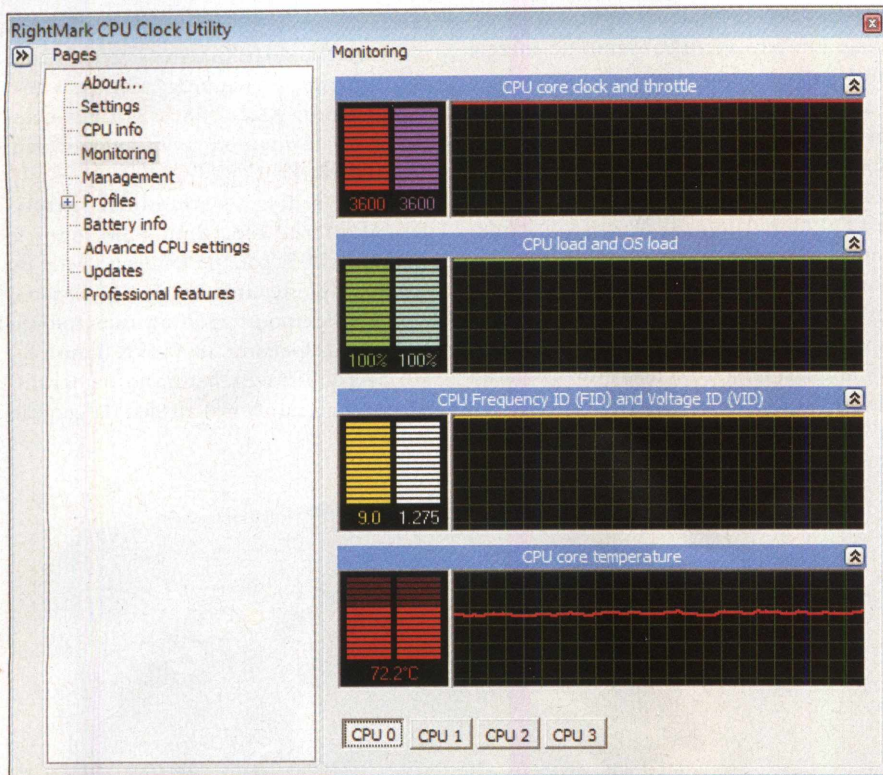 RightMark CPU Clock Utility
Pages
About...
Settings
CPU info
Monitoring
Management
Profiles
Battery info
Advanced CPU settings
Updates
Professional features
Monitoring
CPU core clock and throttle
3600 3600
CPU load and OS load
100% 100%
CPU Frequency ID (FID) and Voltage ID (VID)
9.0 1.275
CPU core temperature
72.2°C
CPU 0 CPU 1 CPU 2 CPU 3